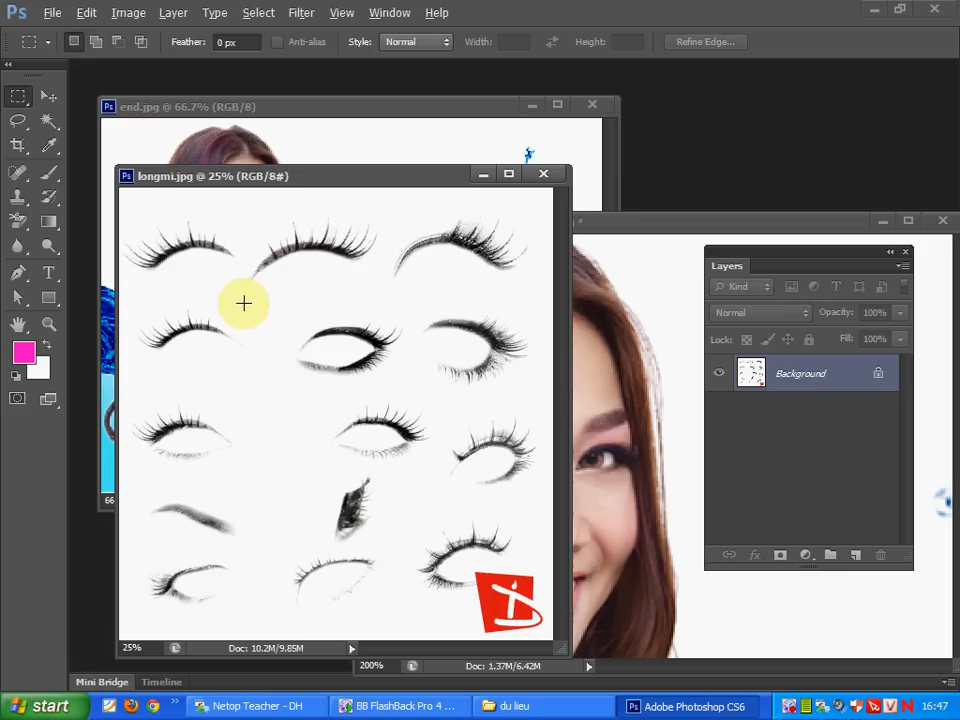 Ps File Edit Image Layer Type Select Filter View Window Help
Feather: 0 px Anti-alias Style: Normal Width: Height: Refine Edge...
end.jpg @ 66.7% (RGB/8)
longmi.jpg @ 25% (RGB/8#)
Layers
Kind
Normal Opacity: 100%
Lock: Fill: 100%
Background
fx
66
25% Doc: 10.2M/9.85M
200% Doc: 1.37M/6.42M
Mini Bridge Timeline
start Netop Teacher - DH BB FlashBack Pro 4 ... du lieu Adobe Photoshop CS6 16:47